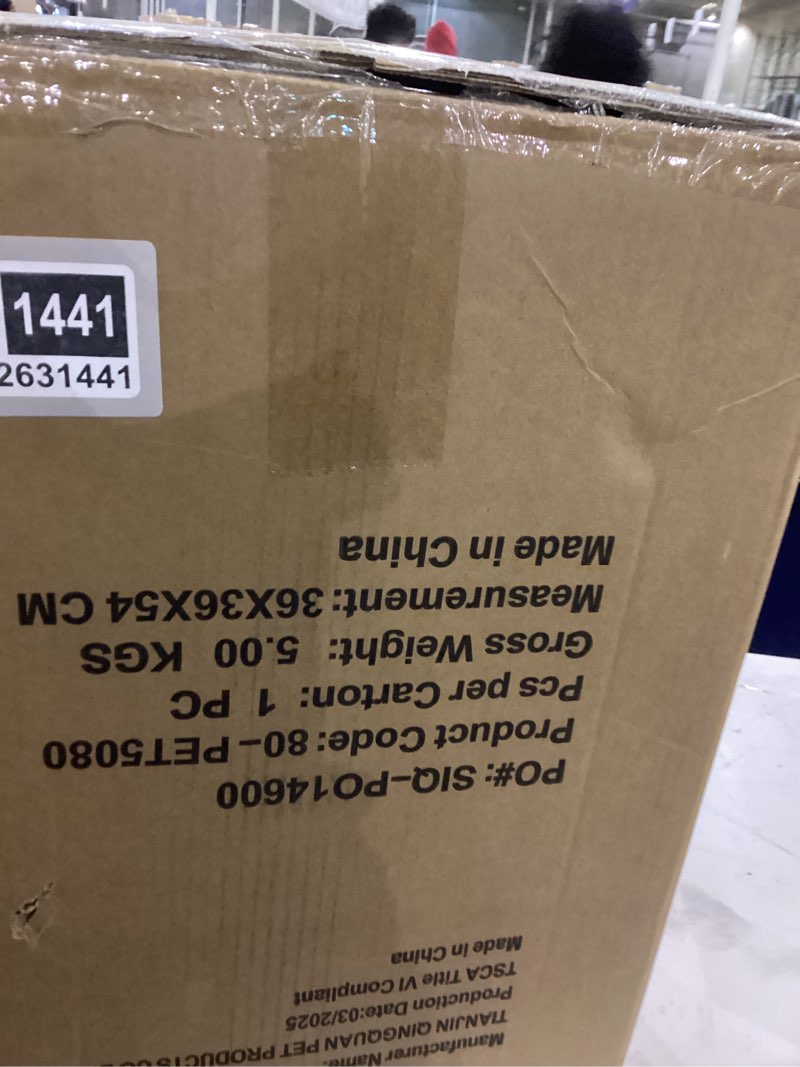 1441
2631441
Manufacturer Name:
TIANJIN QINGQUAN PET PRODUCTS CO
Production Date:03/2025
TSCA Title VI Compliant
Made in China
PO#: SIQ-PO14600
Product Code: 80-PET5080
Pcs per Carton: 1 PC
Gross Weight: 5.00 KGS
Measurement: 36X36X54 CM
Made in China